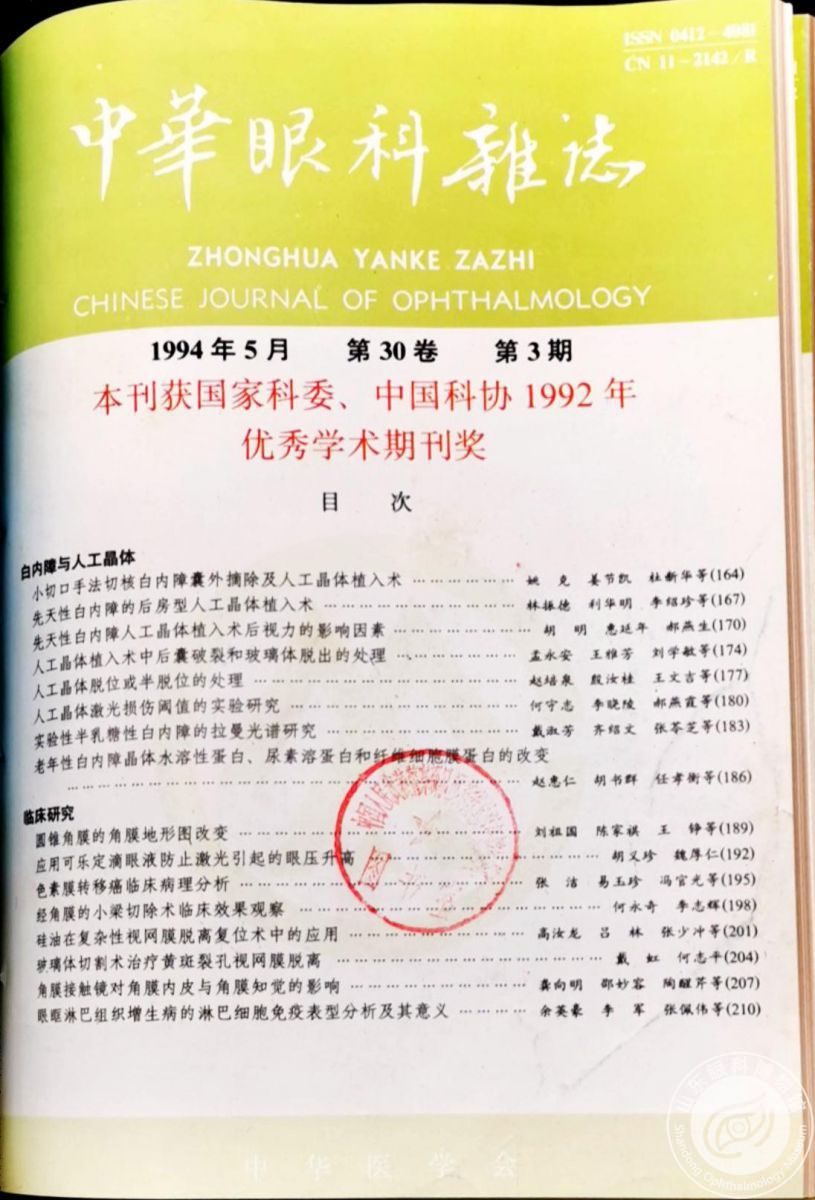 ISSN 0412-4081
CN 11-2142/R
中華眼科雜誌
ZHONGHUA YANKE ZAZHI
CHINESE JOURNAL OF OPHTHALMOLOGY
1994年5月 第30卷 第3期
本刊获国家科委、中国科协1992年
优秀学术期刊奖
目 次
白内障与人工晶体
小切口手法切核白内障囊外摘除及人工晶体植入术 …………… 姚 克 姜节凯 杜新华等(164)
先天性白内障的后房型人工晶体植入术 …………… 林振德 利华明 李绍珍等(167)
先天性白内障人工晶体植入术后视力的影响因素 …………… 胡 明 惠延年 郝燕生(170)
人工晶体植入术中后囊破裂和玻璃体脱出的处理 …………… 孟永安 王雅芳 刘学敏等(174)
人工晶体脱位或半脱位的处理 …………… 赵培泉 殷汝桂 王文吉等(177)
人工晶体激光损伤阈值的实验研究 …………… 何守志 李晓陵 郝燕霞等(180)
实验性半乳糖性白内障的拉曼光谱研究 …………… 戴淑芳 齐绍文 张苓芝等(183)
老年性白内障晶体水溶性蛋白、尿素溶蛋白和纤维细胞膜蛋白的改变
…………… 赵惠仁 胡书群 任孝衡等(186)
临床研究
圆锥角膜的角膜地形图改变 …………… 刘祖国 陈家祺 王 铮等(189)
应用可乐定滴眼液防止激光引起的眼压升高 …………… 胡义珍 魏厚仁(192)
色素膜转移癌临床病理分析 …………… 张 洁 易玉珍 冯官光等(195)
经角膜的小梁切除术临床效果观察 …………… 何永奇 李志辉(198)
硅油在复杂性视网膜脱离复位术中的应用 …………… 高汝龙 吕 林 张少冲等(201)
玻璃体切割术治疗黄斑裂孔视网膜脱离 …………… 戴 虹 何志平(204)
角膜接触镜对角膜内皮与角膜知觉的影响 …………… 龚向明 邵妙容 陶醒芹等(207)
眼眶淋巴组织增生病的淋巴细胞免疫表型分析及其意义 ………… 余英豪 李 军 张佩伟等(210)
中华医学会
山东眼科博物馆
Shandong Ophthalmology Museum